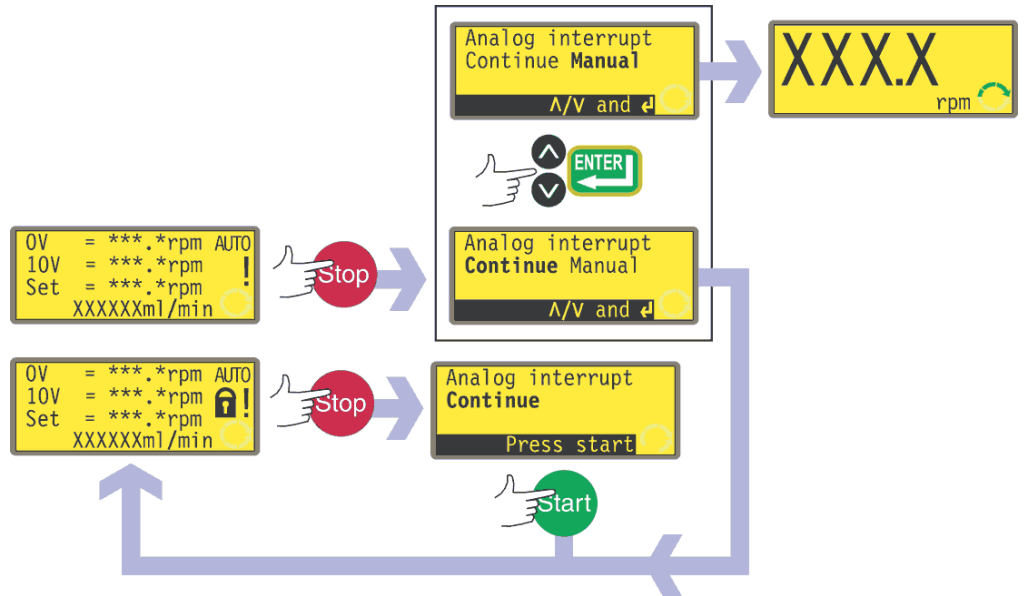 Analog interrupt
Continue Manual
∧/∨ and ↲
XXX.X
rpm
ENTER
0V = ***.*rpm AUTO
10V = ***.*rpm !
Set = ***.*rpm
XXXXXXml/min
Stop
Analog interrupt
Continue Manual
∧/∨ and ↲
0V = ***.*rpm AUTO
10V = ***.*rpm !
Set = ***.*rpm
XXXXXXml/min
Stop
Analog interrupt
Continue
Press start
Start